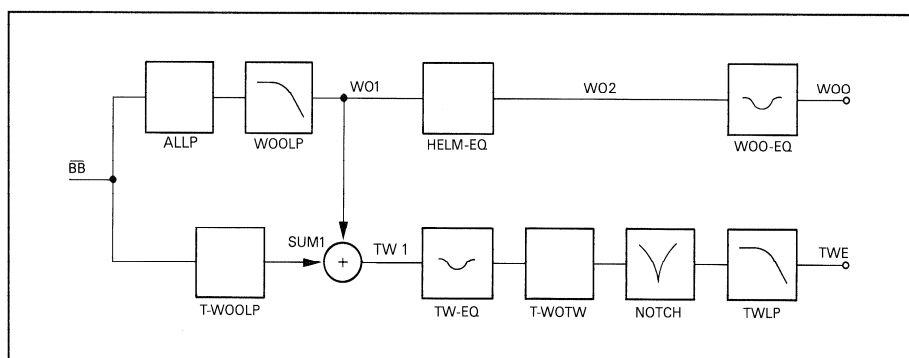 WO1
WO2
WOO
ALLP
WOOLP
HELM-EQ
WOO-EQ
BB
SUM1
TW 1
TWE
+
T-WOOLP
TW-EQ
T-WOTW
NOTCH
TWLP